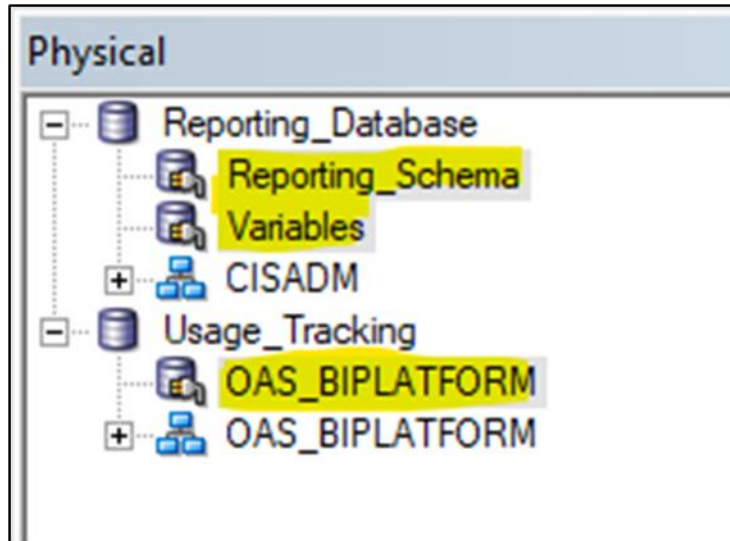 Physical
Reporting_Database
Reporting_Schema
Variables
CISADM
Usage_Tracking
OAS_BIPLATFORM
OAS_BIPLATFORM